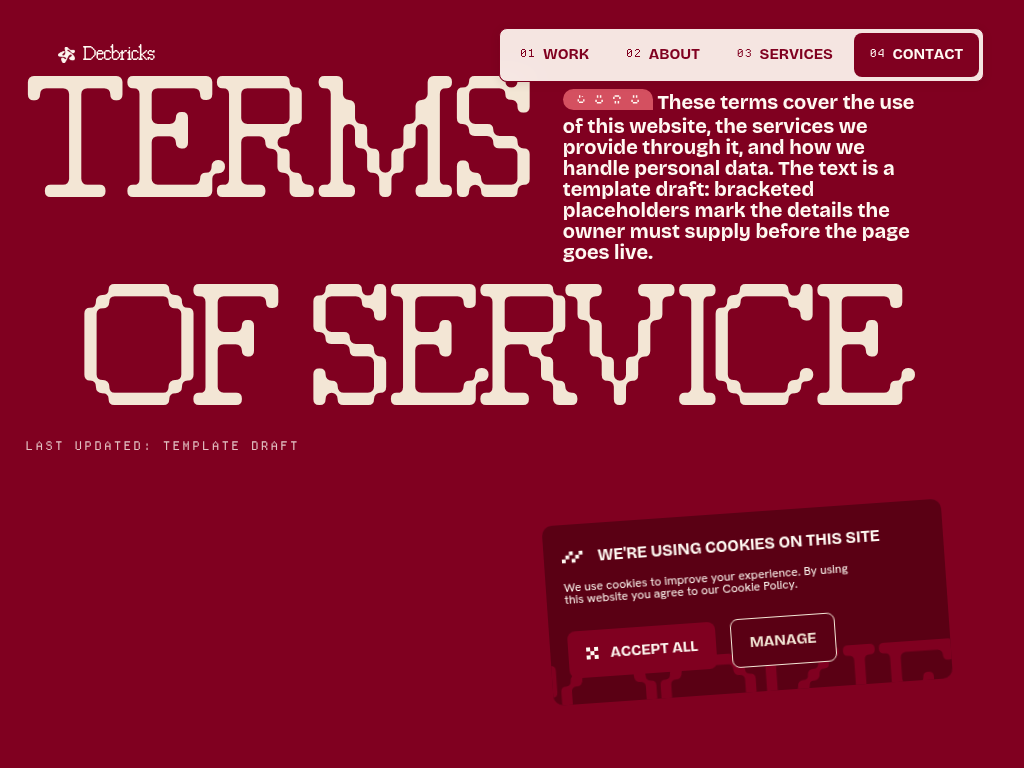 Decbricks
01 WORK 02 ABOUT 03 SERVICES 04 CONTACT
TERMS
These terms cover the use
of this website, the services we
provide through it, and how we
handle personal data. The text is a
template draft: bracketed
placeholders mark the details the
owner must supply before the page
goes live.
OF SERVICE
LAST UPDATED: TEMPLATE DRAFT
WE'RE USING COOKIES ON THIS SITE
We use cookies to improve your experience. By using
this website you agree to our Cookie Policy.
ACCEPT ALL MANAGE